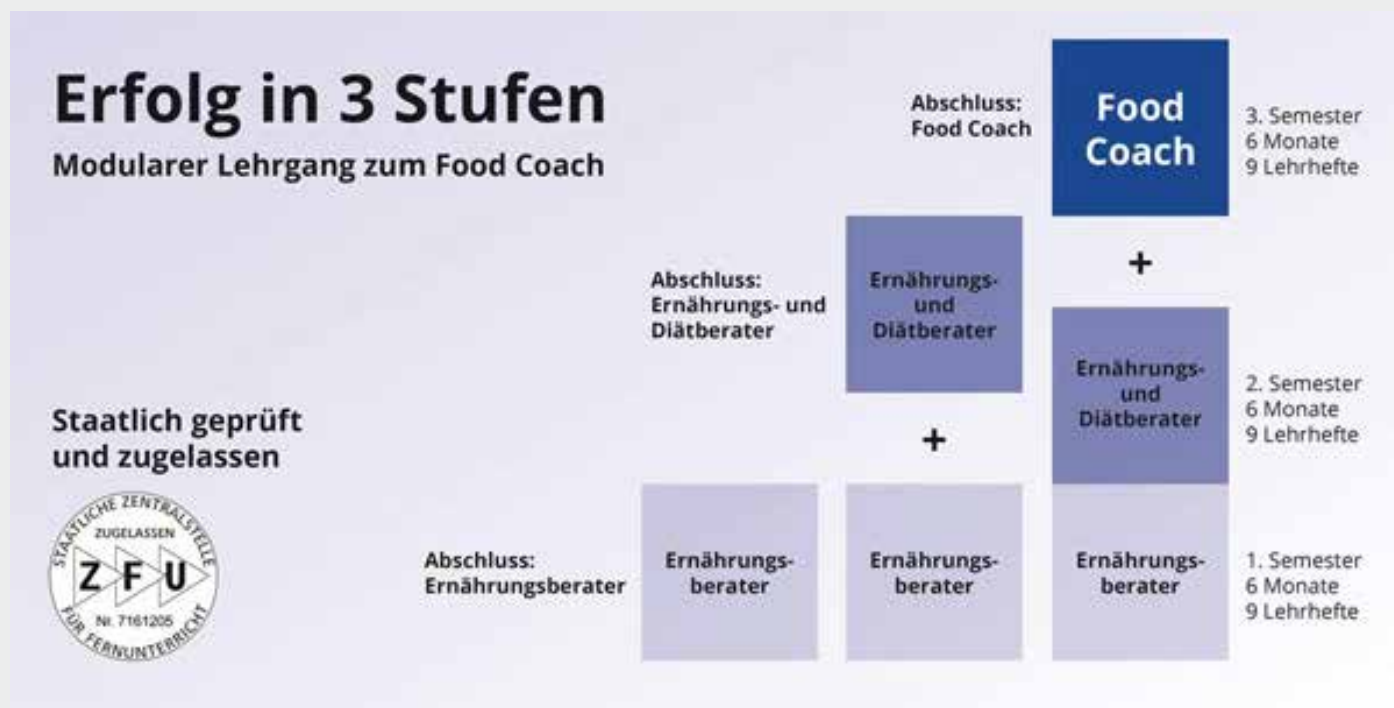 Erfolg in 3 Stufen
Modularer Lehrgang zum Food Coach
Abschluss:
Food Coach
Food
Coach
3. Semester
6 Monate
9 Lehrhefte
+
Abschluss:
Ernährungs- und
Diätberater
Ernährungs-
und
Diätberater
+
Ernährungs-
und
Diätberater
2. Semester
6 Monate
9 Lehrhefte
Staatlich geprüft
und zugelassen
STAATLICHE ZENTRALSTELLE
ZUGELASSEN
ZFU
Nr. 7161205
FÜR FERNUNTERRICHT
Abschluss:
Ernährungsberater
Ernährungs-
berater
Ernährungs-
berater
Ernährungs-
berater
1. Semester
6 Monate
9 Lehrhefte